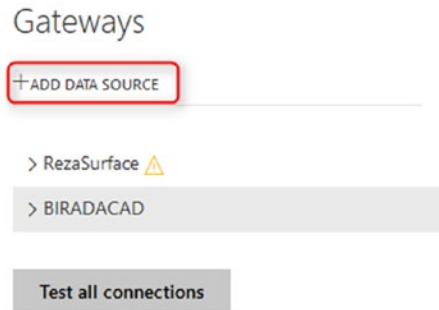 Gateways
+ADD DATA SOURCE
> RezaSurface
> BIRADACAD
Test all connections